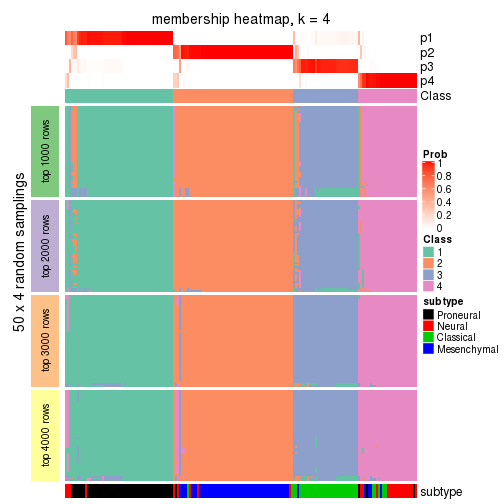 membership heatmap, k = 4
p1
p2
p3
p4
Class
50 x 4 random samplings
top 1000 rows
top 2000 rows
top 3000 rows
top 4000 rows
Prob
1
0.8
0.6
0.4
0.2
0
Class
1
2
3
4
subtype
Proneural
Neural
Classical
Mesenchymal
subtype